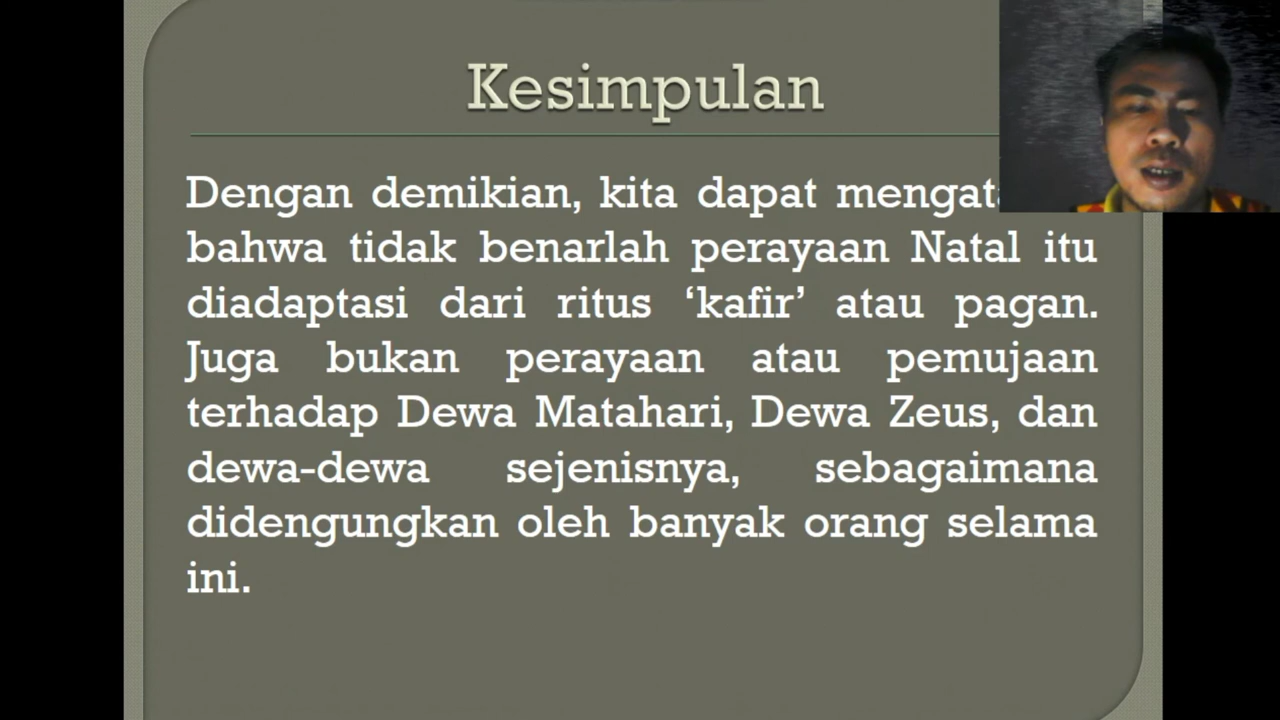 Kesimpulan
Dengan demikian, kita dapat
bahwa tidak benarlah perayaan Natal itu
diadaptasi dari ritus ‘kafir’ atau pagan.
Juga bukan perayaan atau pemujaan
terhadap Dewa Matahari, Dewa Zeus, dan
dewa-dewa sejenisnya, sebagaimana
didengungkan oleh banyak orang selama
ini.